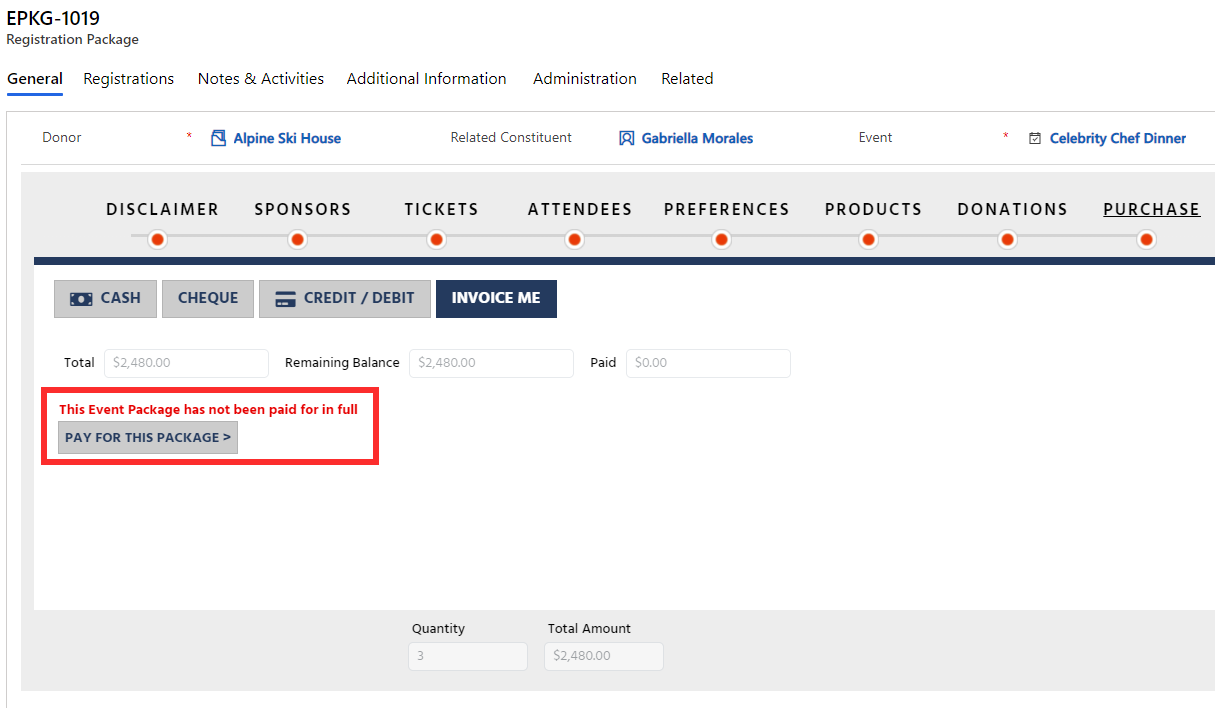 EPKG-1019
Registration Package
General Registrations Notes & Activities Additional Information Administration Related
Donor * Alpine Ski House Related Constituent Gabriella Morales Event * Celebrity Chef Dinner
DISCLAIMER SPONSORS TICKETS ATTENDEES PREFERENCES PRODUCTS DONATIONS PURCHASE
CASH CHEQUE CREDIT / DEBIT INVOICE ME
Total $2,480.00 Remaining Balance $2,480.00 Paid $0.00
This Event Package has not been paid for in full
PAY FOR THIS PACKAGE >
Quantity Total Amount
3 $2,480.00